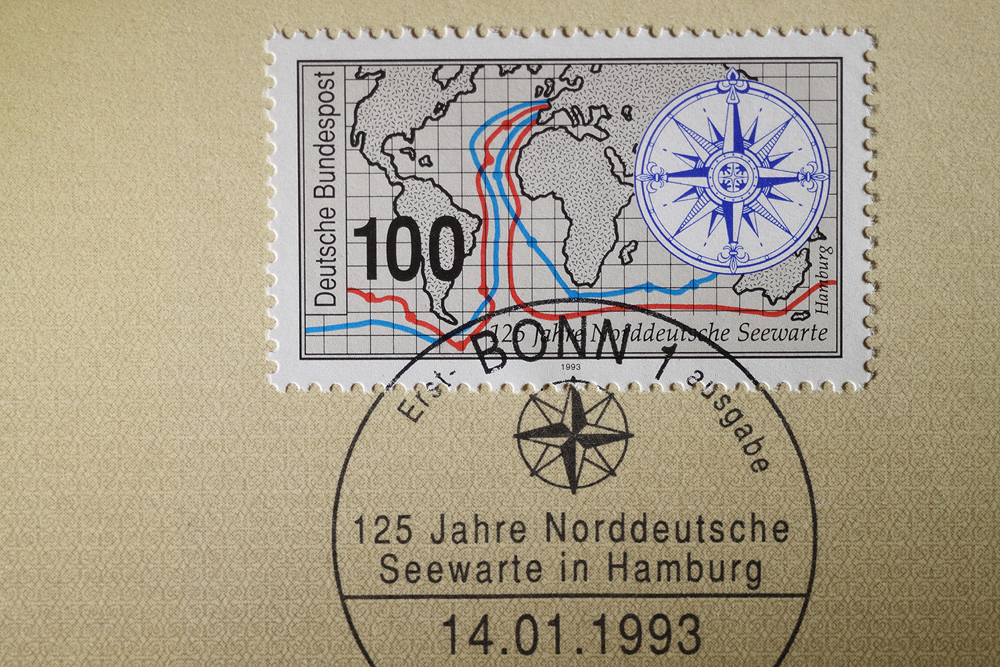 Deutsche Bundespost
100
Hamburg
125 Jahre Norddeutsche Seewarte
1993
BONN 1
Erst- ausgabe
125 Jahre Norddeutsche
Seewarte in Hamburg
14.01.1993